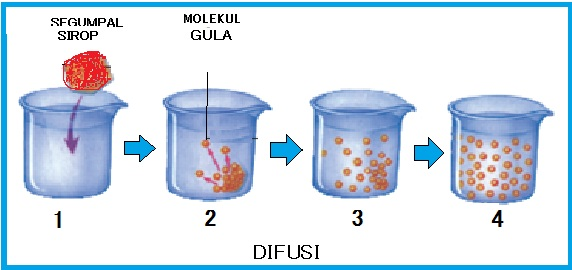 SEGUMPAL
SIROP
MOLEKUL
GULA
1
2
3
4
DIFUSI